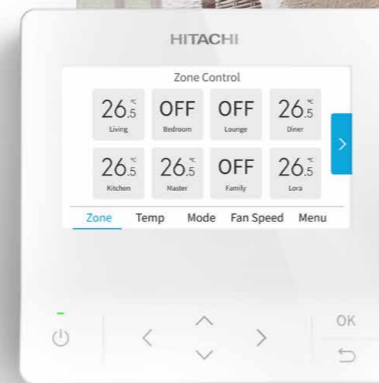 HITACHI
Zone Control
26.5 °C OFF OFF 26.5 °C
Living Bedroom Lounge Diner
26.5 °C 26.5 °C OFF 26.5 °C
Kitchen Master Family Lora
Zone Temp Mode Fan Speed Menu
OK